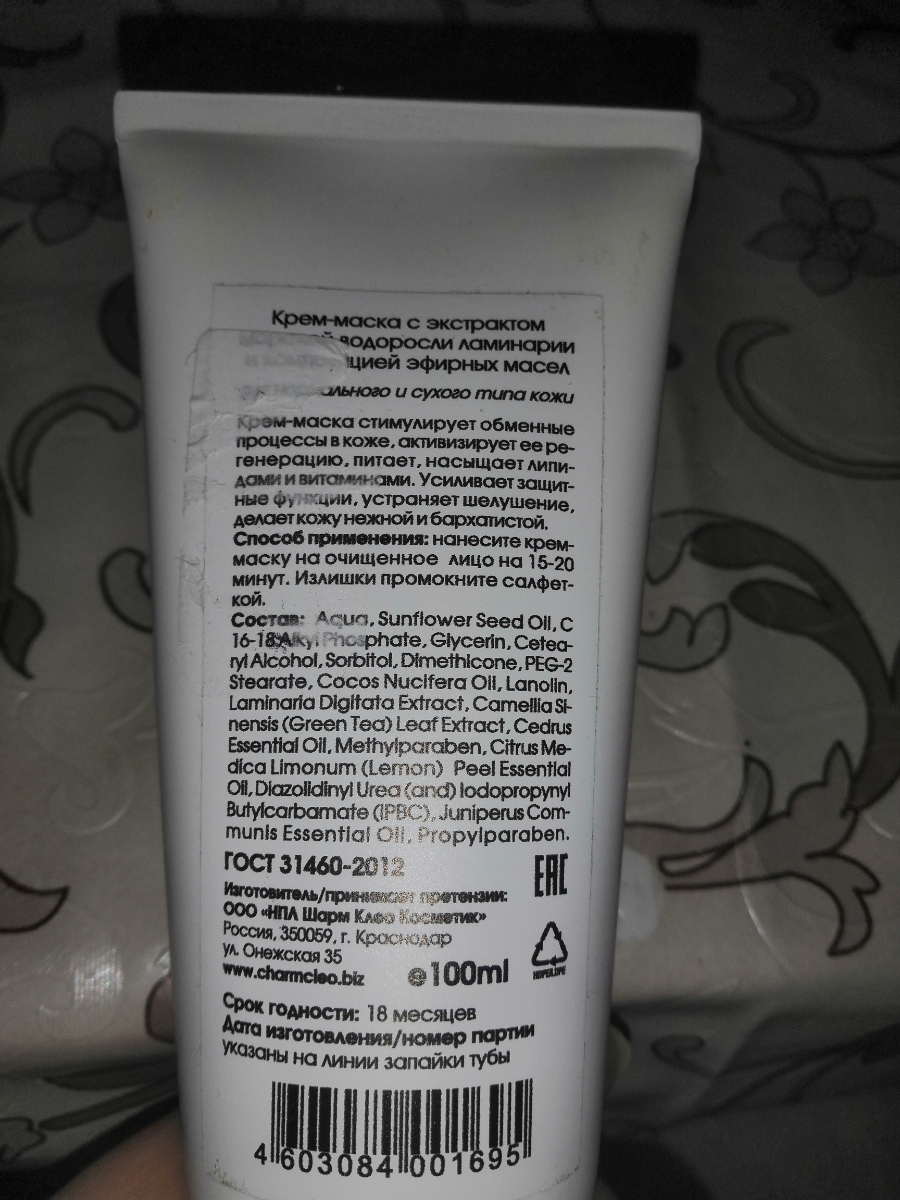 Крем-маска с экстрактом
водоросли ламинарии
эфирных масел
и сухого типа кожи
Крем-маска стимулирует обменные
процессы в коже, активизирует ее ре-
генерацию, питает, насыщает липи-
дами и витаминами. Усиливает защит-
ные функции, устраняет шелушение,
делает кожу нежной и бархатистой.
Способ применения: нанесите крем-
маску на очищенное лицо на 15-20
минут. Излишки промокните салфет-
кой.
Состав: Aqua, Sunflower Seed Oil, C
16-18 Alkyl Phosphate, Glycerin, Cetea-
ryl Alcohol, Sorbitol, Dimethicone, PEG-2
Stearate, Cocos Nucifera Oil, Lanolin,
Laminaria Digitata Extract, Camellia Si-
nensis (Green Tea) Leaf Extract, Cedrus
Essential Oil, Methylparaben, Citrus Me-
dica Limonum (Lemon) Peel Essential
Oil, Diazolidinyl Urea (and) Iodopropynyl
Butylcarbamate (IPBC), Juniperus Com-
munis Essential Oil, Propylparaben.
ГОСТ 31460-2012
EAC
Изготовитель/принимает претензии:
ООО «НПЛ Шарм Клео Косметик»
Россия, 350059, г. Краснодар
ул. Онежская 35
www.charmcleo.biz
℮100ml
Срок годности: 18 месяцев
Дата изготовления/номер партии
указаны на линии запайки тубы
4 603084 001695